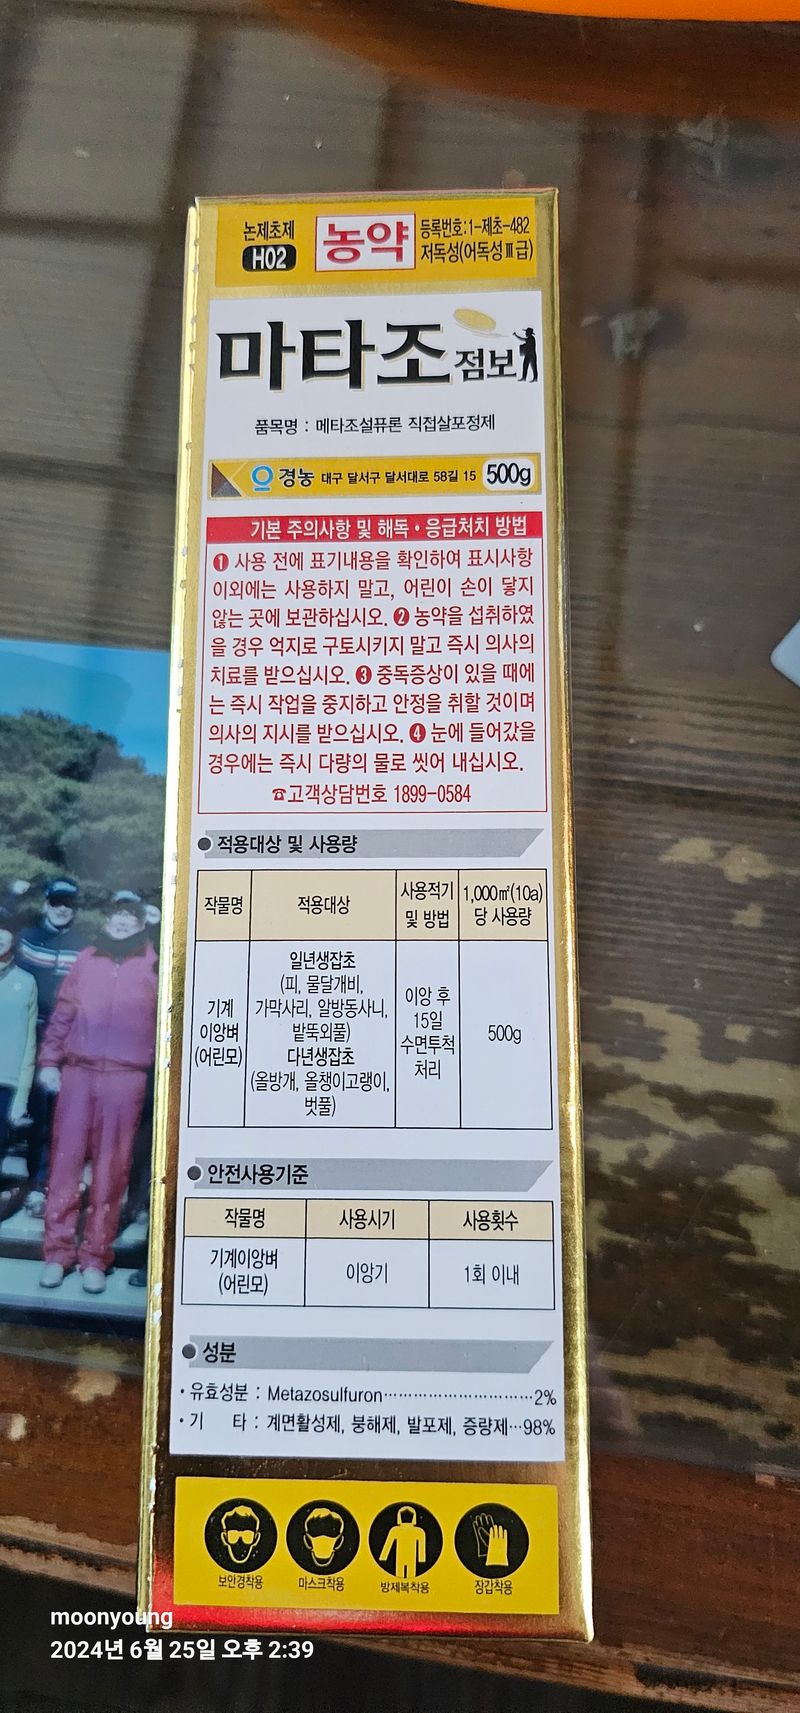 논제초제
H02
농약
등록번호:1-제초-482
저독성(어독성Ⅲ급)
마타조점보
품목명 : 메타조설퓨론 직접살포정제
경농 대구 달서구 달서대로 58길 15 500g
기본 주의사항 및 해독·응급처치 방법
❶ 사용 전에 표기내용을 확인하여 표시사항
이외에는 사용하지 말고, 어린이 손이 닿지
않는 곳에 보관하십시오. ❷ 농약을 섭취하였
을 경우 억지로 구토시키지 말고 즉시 의사의
치료를 받으십시오. ❸ 중독증상이 있을 때에
는 즉시 작업을 중지하고 안정을 취할 것이며
의사의 지시를 받으십시오. ❹ 눈에 들어갔을
경우에는 즉시 다량의 물로 씻어 내십시오.
☎고객상담번호 1899-0584
● 적용대상 및 사용량
작물명
적용대상
사용적기
및 방법
1,000㎡(10a)
당 사용량
기계
이앙벼
(어린모)
일년생잡초
(피, 물달개비,
가막사리, 알방동사니,
밭뚝외풀)
다년생잡초
(올방개, 올챙이고랭이,
벗풀)
이앙 후
15일
수면투척
처리
500g
● 안전사용기준
작물명 사용시기 사용횟수
기계이앙벼
(어린모)
이앙기
1회 이내
● 성분
· 유효성분 : Metazosulfuron······························2%
· 기 타 : 계면활성제, 붕해제, 발포제, 증량제···98%
보안경착용 마스크착용 방제복착용 장갑착용
moonyoung
2024년 6월 25일 오후 2:39